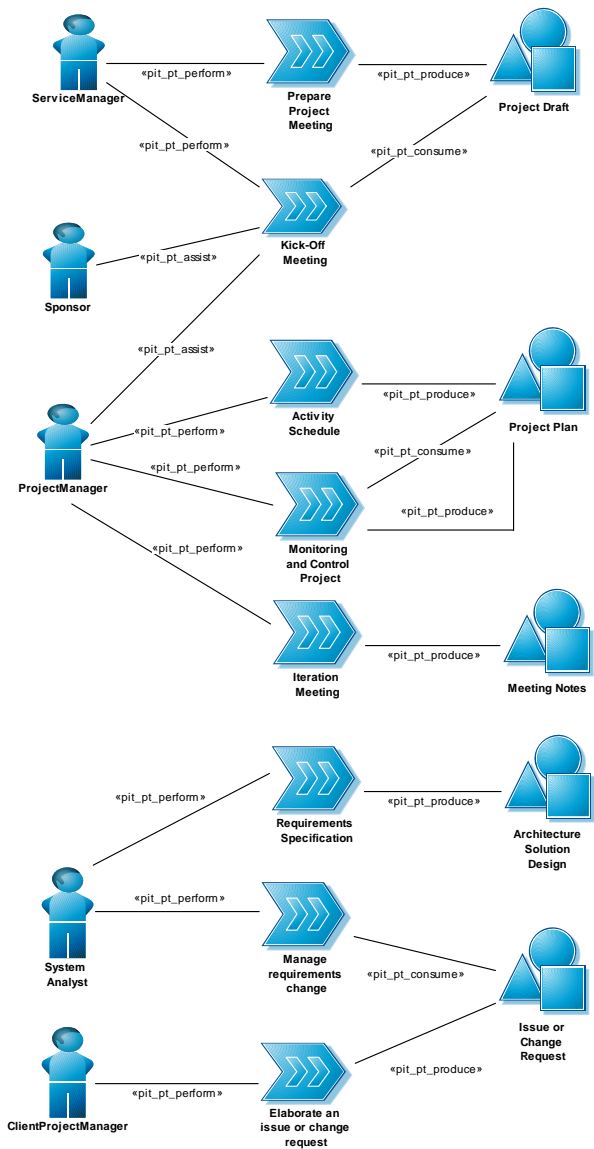 «pit_pt_perform»
«pit_pt_produce»
ServiceManager
Prepare
Project
Meeting
Project Draft
«pit_pt_perform»
«pit_pt_consume»
Kick-Off
Meeting
«pit_pt_assist»
Sponsor
«pit_pt_assist»
«pit_pt_produce»
Activity
Schedule
Project Plan
«pit_pt_perform»
«pit_pt_consume»
«pit_pt_perform»
ProjectManager
«pit_pt_produce»
Monitoring
and Control
Project
«pit_pt_perform»
«pit_pt_produce»
Iteration
Meeting
Meeting Notes
«pit_pt_perform»
«pit_pt_produce»
Requirements
Specification
Architecture
Solution
Design
«pit_pt_perform»
System
Analyst
Manage
requirements
change
«pit_pt_consume»
Issue or
Change
Request
«pit_pt_produce»
«pit_pt_perform»
ClientProjectManager
Elaborate an
issue or change
request